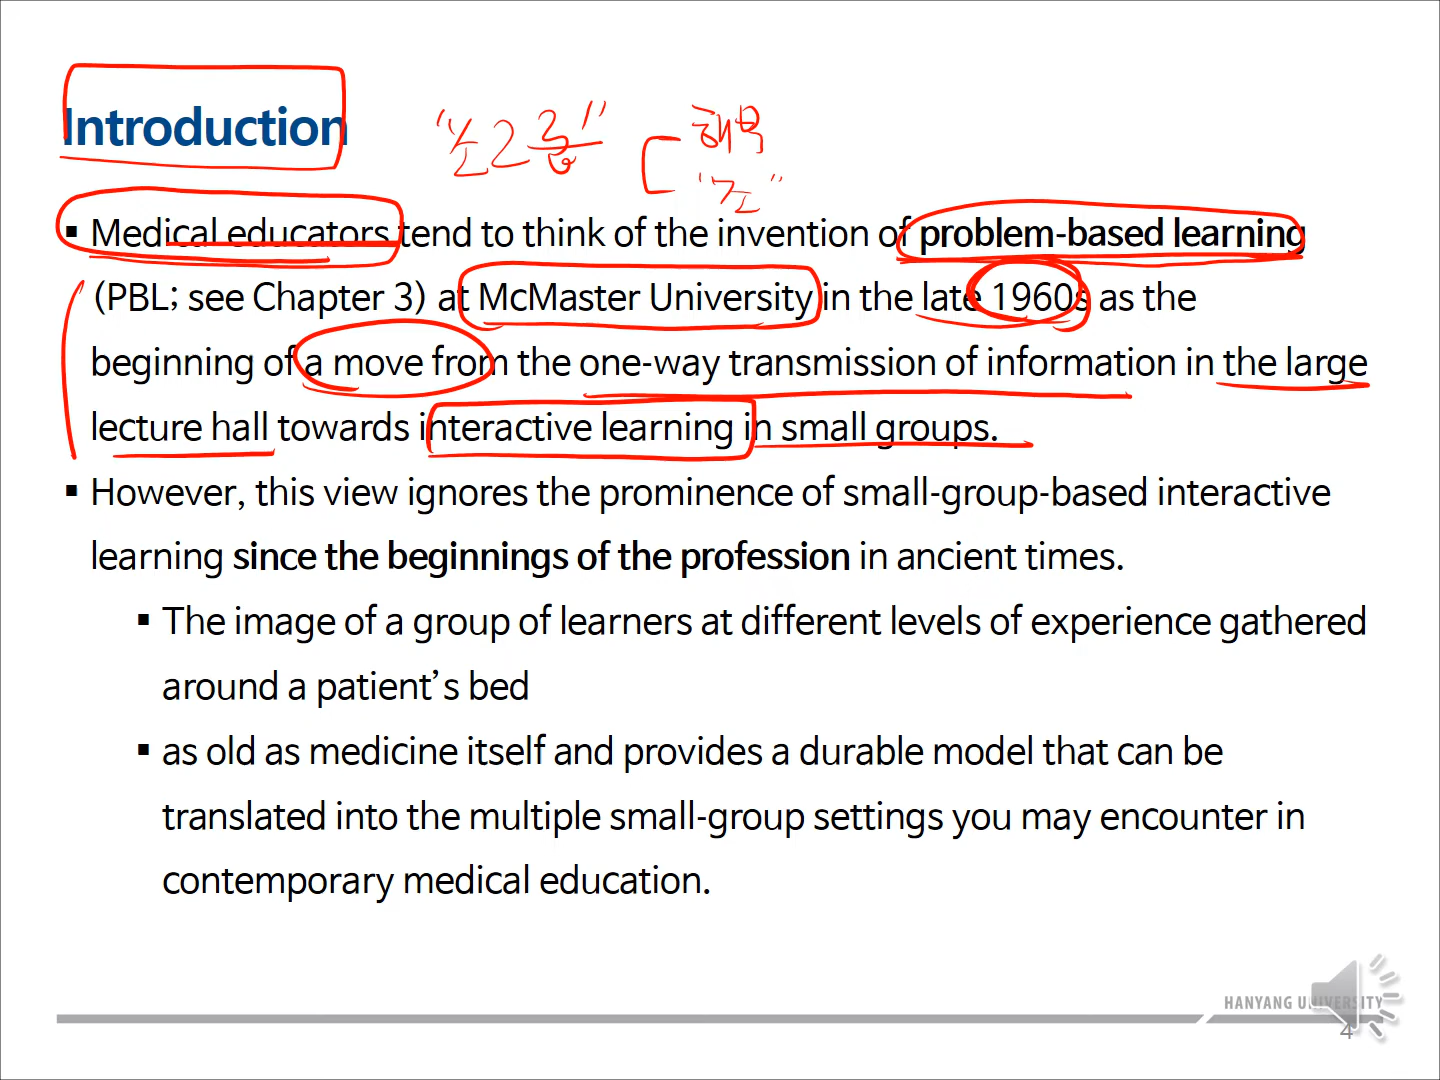 Introduction
"소그룹"
해부
"조"
▪ Medical educators tend to think of the invention of problem-based learning
(PBL; see Chapter 3) at McMaster University in the late 1960s as the
beginning of a move from the one-way transmission of information in the large
lecture hall towards interactive learning in small groups.
▪ However, this view ignores the prominence of small-group-based interactive
learning since the beginnings of the profession in ancient times.
▪ The image of a group of learners at different levels of experience gathered
around a patient's bed
▪ as old as medicine itself and provides a durable model that can be
translated into the multiple small-group settings you may encounter in
contemporary medical education.
HANYANG UNIVERSITY
4